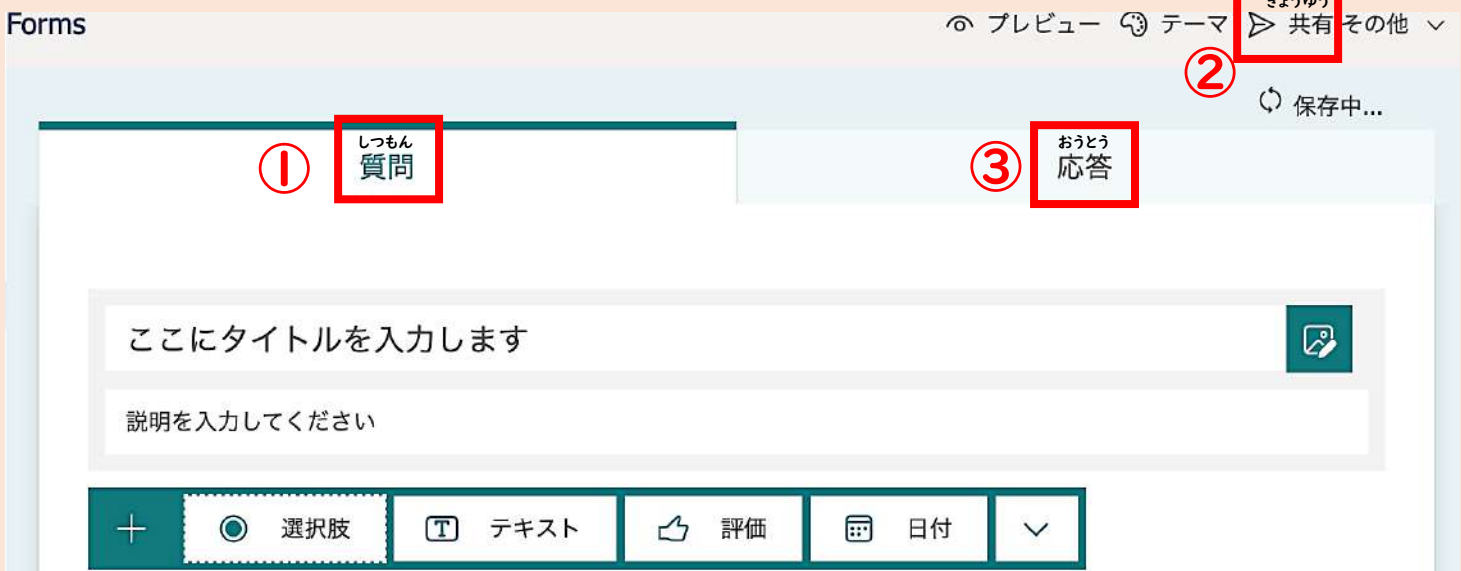 きょうゆう
Forms プレビュー テーマ 共有 その他
②
保存中...
しつもん
① 質問
おうとう
③ 応答
ここにタイトルを入力します
説明を入力してください
+ 選択肢 T テキスト 評価 日付